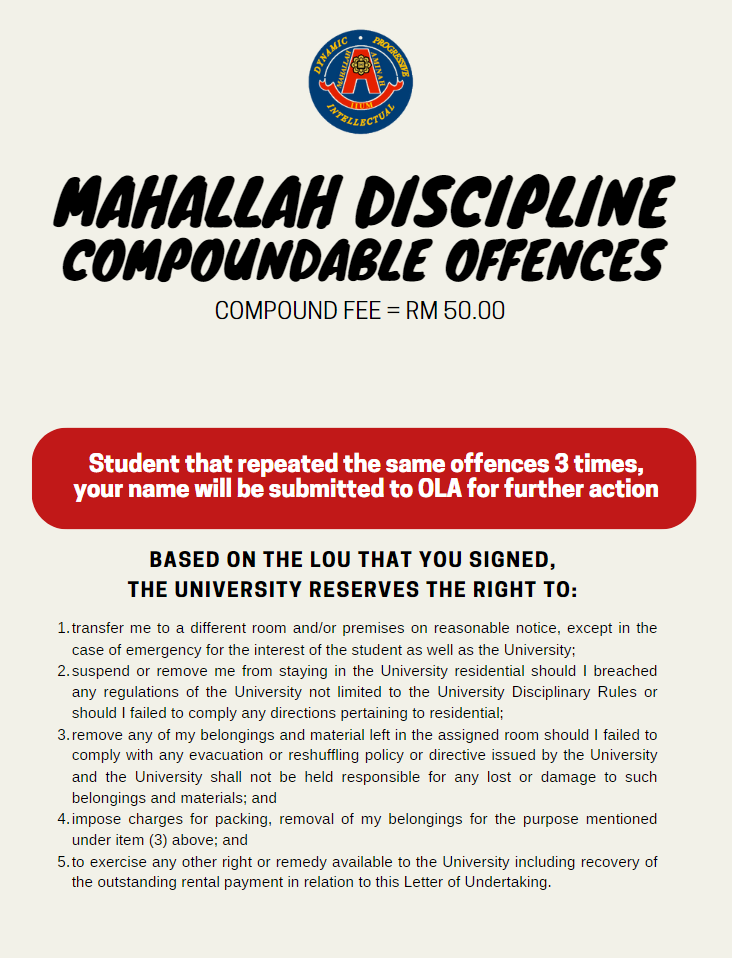 DYNAMIC • PROGRESSIVE
MAHALLAH AMINAH
IIUM
INTELLECTUAL
MAHALLAH DISCIPLINE
COMPOUNDABLE OFFENCES
COMPOUND FEE = RM 50.00
Student that repeated the same offences 3 times,
your name will be submitted to OLA for further action
BASED ON THE LOU THAT YOU SIGNED,
THE UNIVERSITY RESERVES THE RIGHT TO:
1. transfer me to a different room and/or premises on reasonable notice, except in the
case of emergency for the interest of the student as well as the University;
2. suspend or remove me from staying in the University residential should I breached
any regulations of the University not limited to the University Disciplinary Rules or
should I failed to comply any directions pertaining to residential;
3. remove any of my belongings and material left in the assigned room should I failed to
comply with any evacuation or reshuffling policy or directive issued by the University
and the University shall not be held responsible for any lost or damage to such
belongings and materials; and
4. impose charges for packing, removal of my belongings for the purpose mentioned
under item (3) above; and
5. to exercise any other right or remedy available to the University including recovery of
the outstanding rental payment in relation to this Letter of Undertaking.